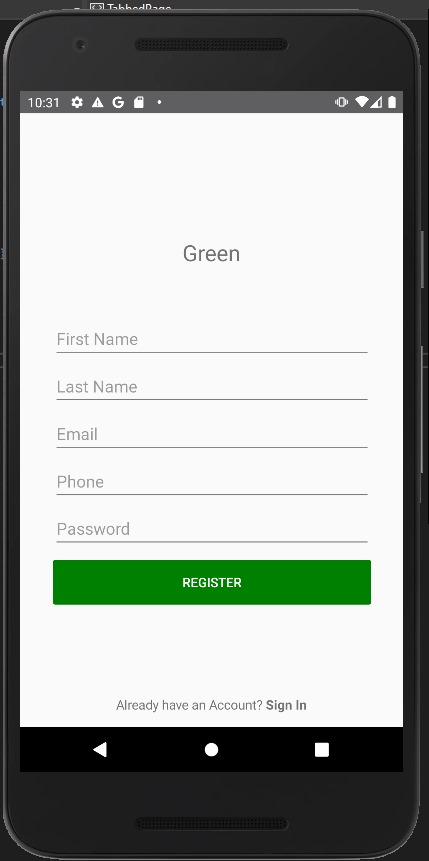 TabbedPage
10:31
Green
First Name
Last Name
Email
Phone
Password
REGISTER
Already have an Account? Sign In